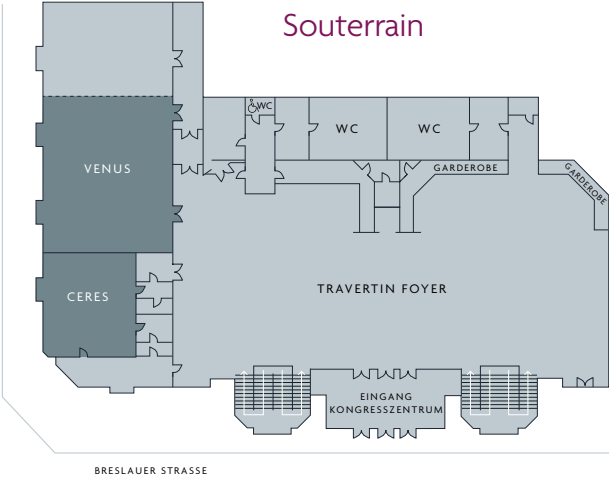 Souterrain
WC
WC
WC
GARDEROBE
GARDEROBE
VENUS
CERES
TRAVERTIN FOYER
EINGANG
KONGRESSZENTRUM
BRESLAUER STRASSE